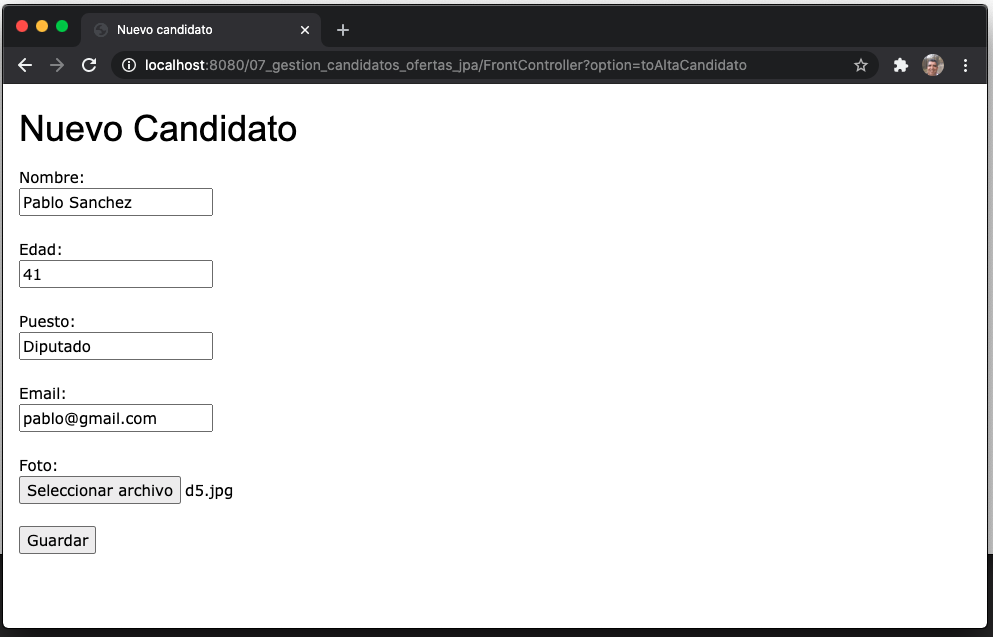 Nuevo candidato
localhost:8080/07_gestion_candidatos_ofertas_jpa/FrontController?option=toAltaCandidato
Nuevo Candidato
Nombre:
Pablo Sanchez
Edad:
41
Puesto:
Diputado
Email:
pablo@gmail.com
Foto:
Seleccionar archivo d5.jpg
Guardar